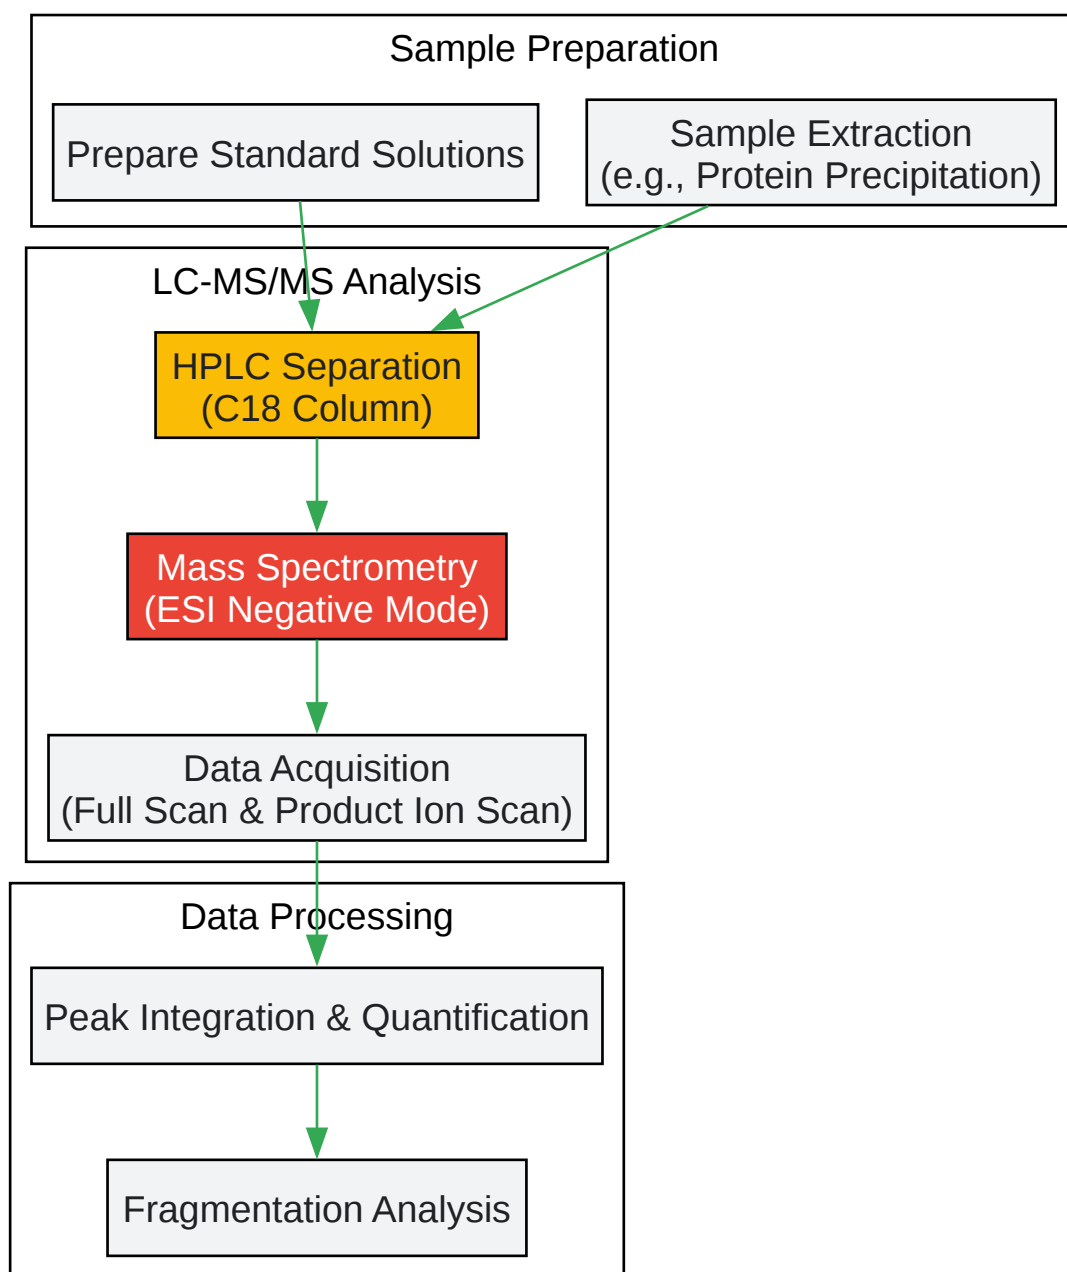 Sample Preparation
Prepare Standard Solutions
Sample Extraction
(e.g., Protein Precipitation)
LC-MS/MS Analysis
HPLC Separation
(C18 Column)
Mass Spectrometry
(ESI Negative Mode)
Data Acquisition
(Full Scan & Product Ion Scan)
Data Processing
Peak Integration & Quantification
Fragmentation Analysis